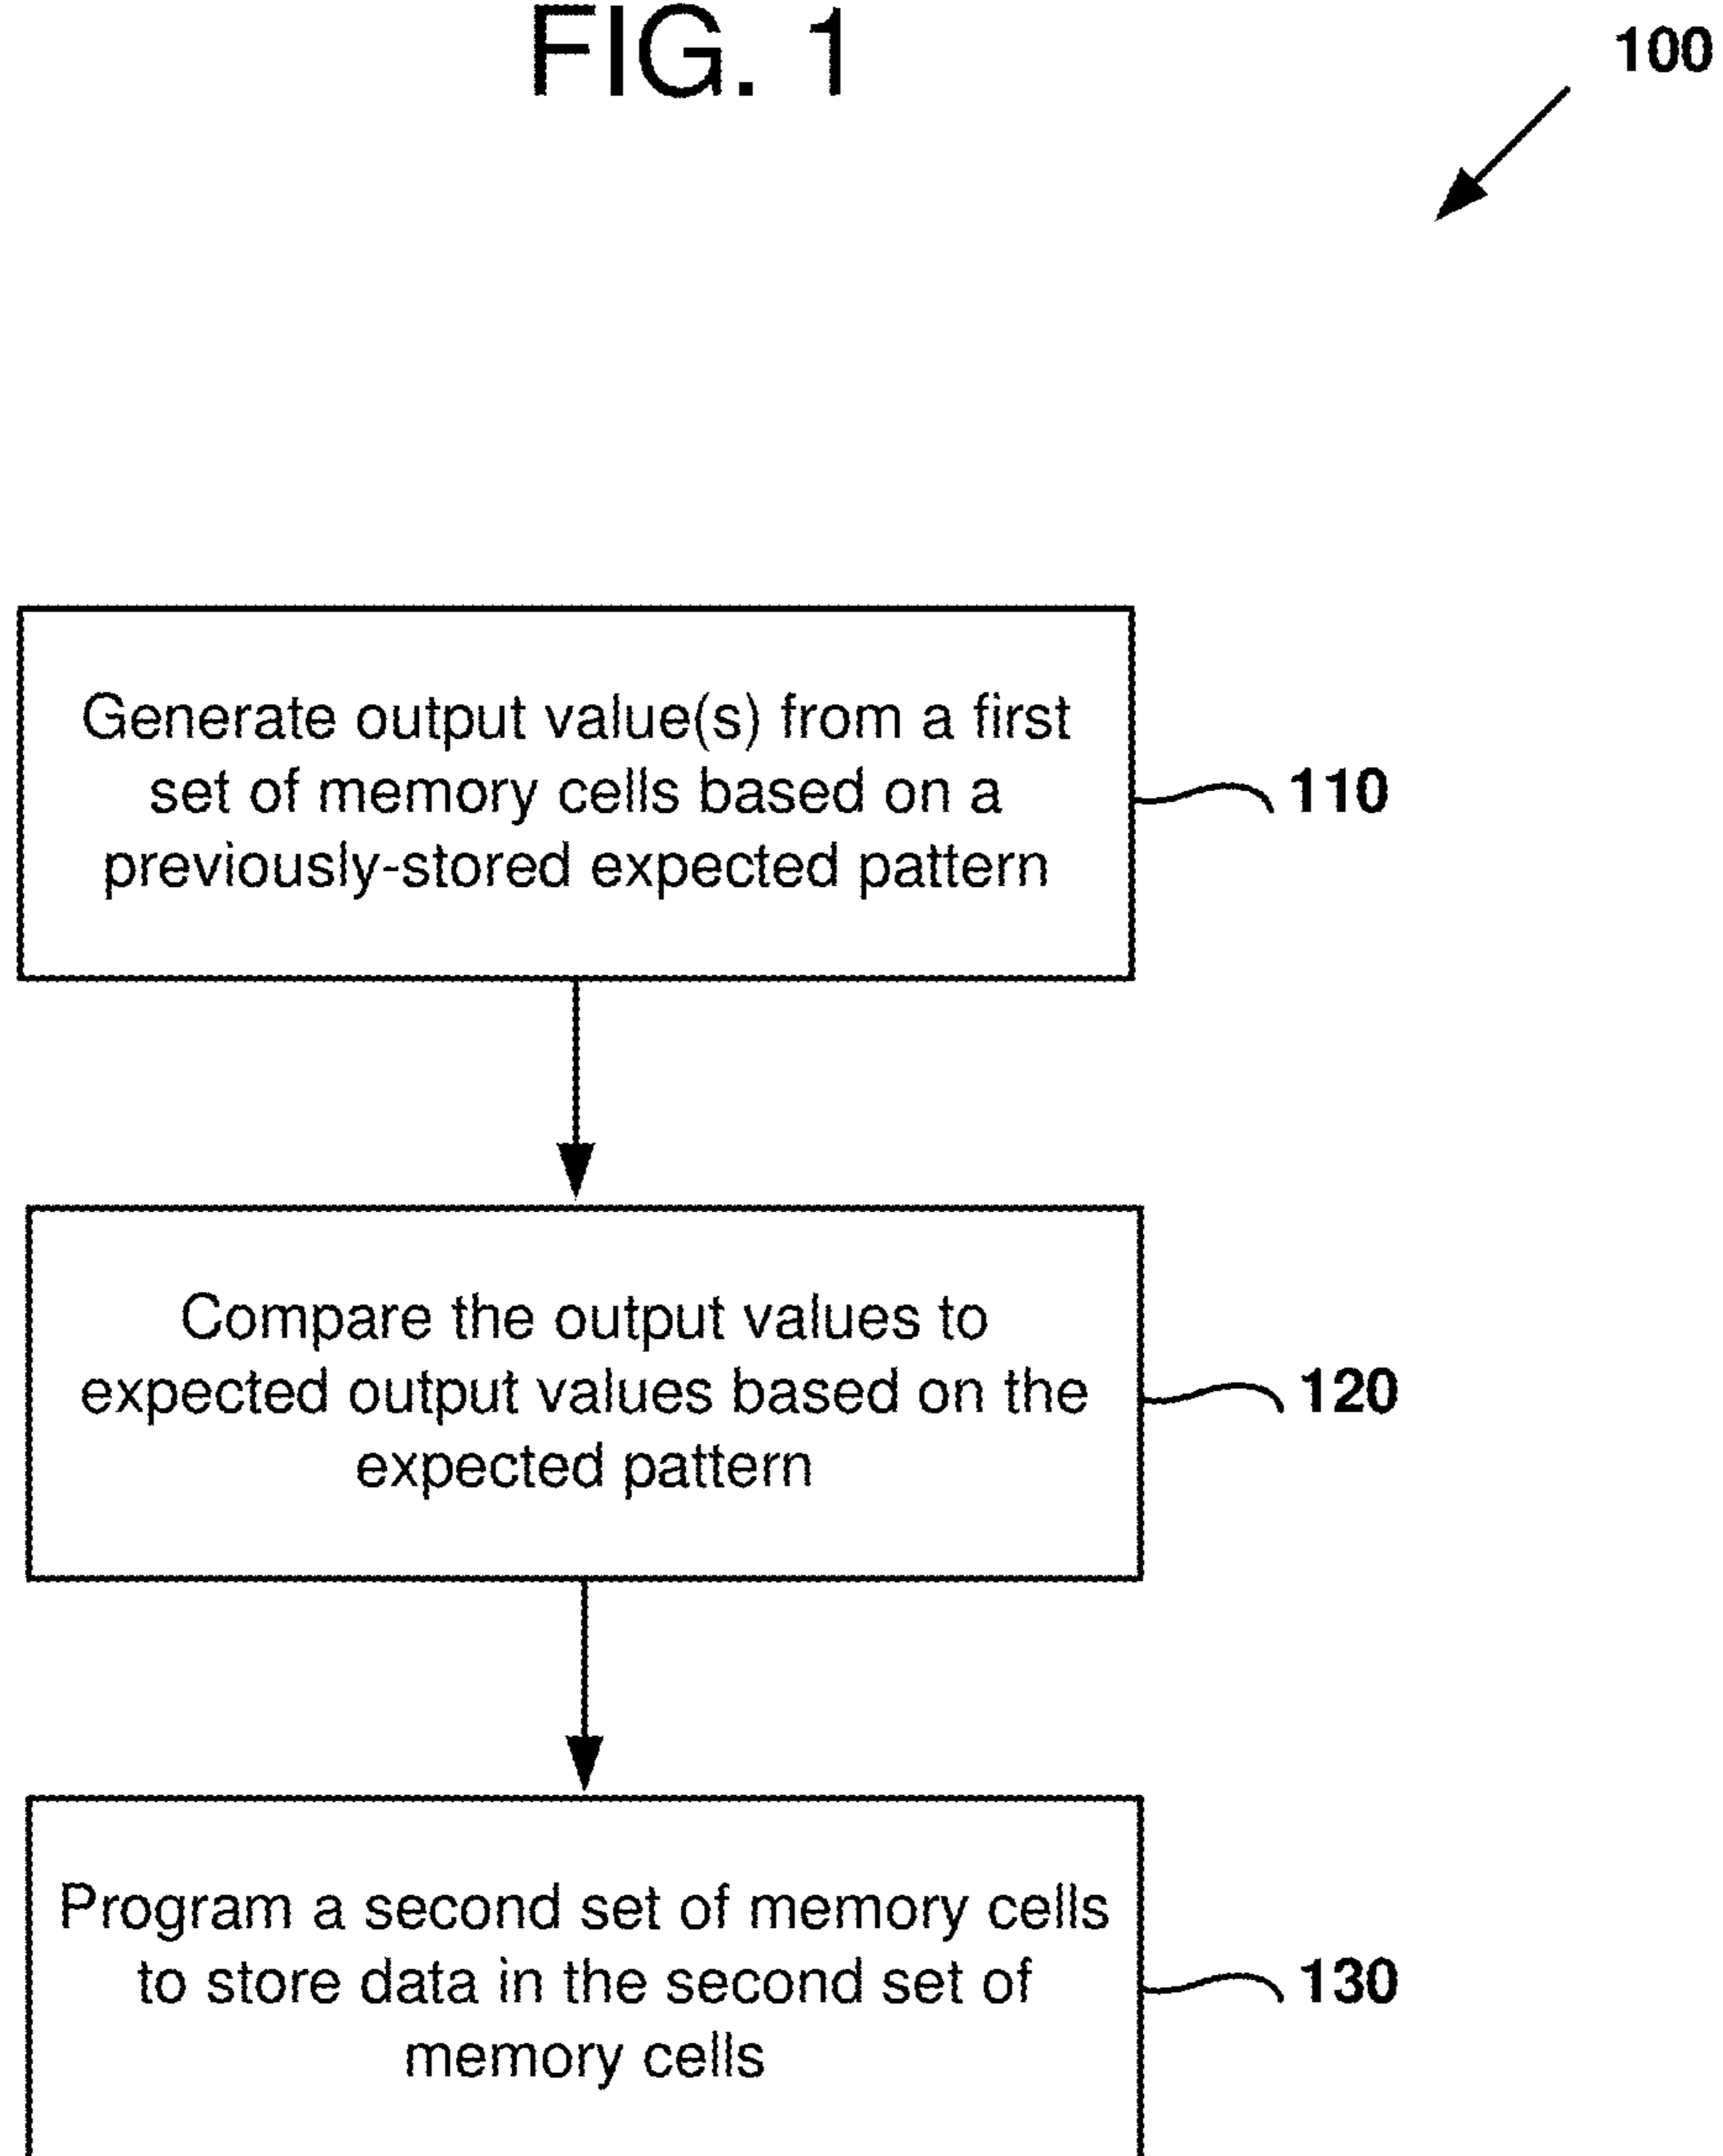 FIG. 1
100
Generate output value(s) from a first
set of memory cells based on a
previously-stored expected pattern
110
Compare the output values to
expected output values based on the
expected pattern
120
Program a second set of memory cells
to store data in the second set of
memory cells
130